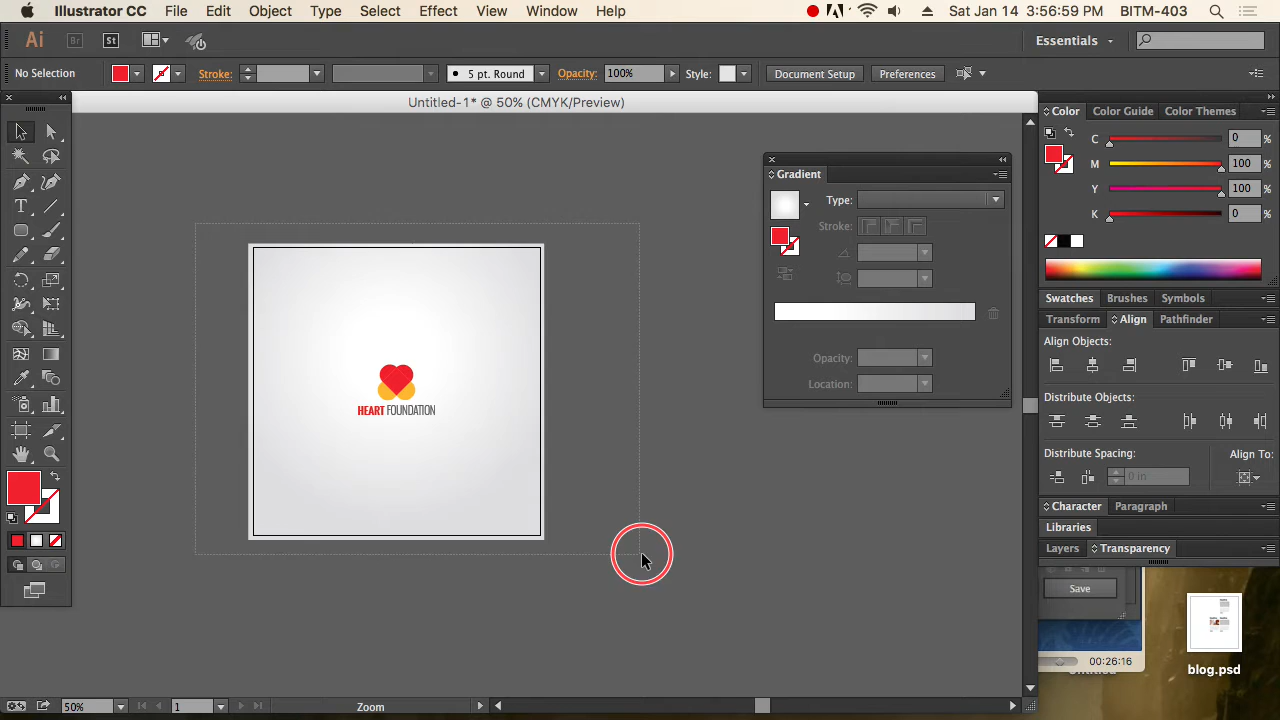 Illustrator CC File Edit Object Type Select Effect View Window Help Sat Jan 14 3:56:59 PM BITM-403
Ai Br St Essentials
No Selection Stroke: 5 pt. Round Opacity: 100% Style: Document Setup Preferences
Untitled-1* @ 50% (CMYK/Preview)
Color Color Guide Color Themes
C 0 %
M 100 %
Y 100 %
K 0 %
Gradient
Type:
Stroke:
Opacity:
Location:
HEART FOUNDATION
Swatches Brushes Symbols
Transform Align Pathfinder
Align Objects:
Distribute Objects:
Distribute Spacing: Align To:
0 in
Character Paragraph
Libraries
Layers Transparency
Save
00:26:16
blog.psd
50% 1 Zoom